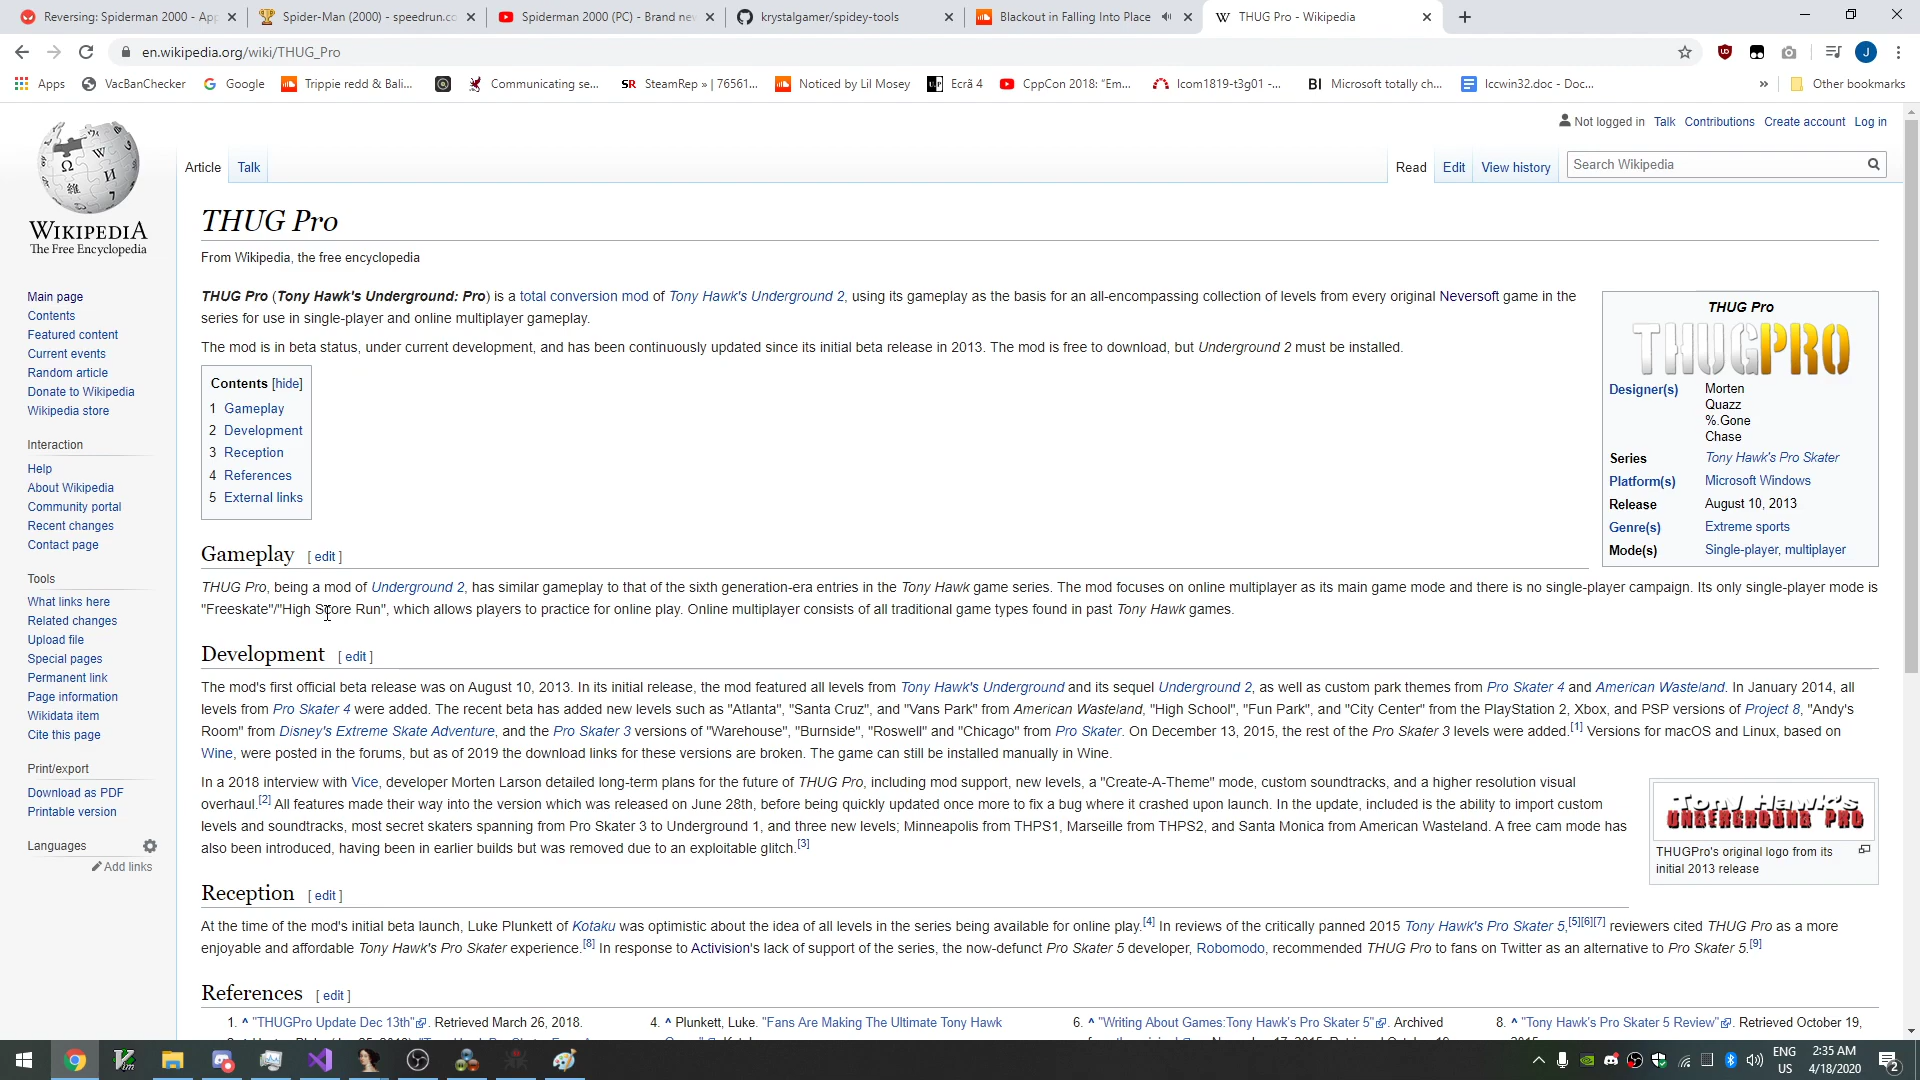 Reversing: Spiderman 2000 - App
Spider-Man (2000) - speedrun.co
Spiderman 2000 (PC) - Brand ne
krystalgamer/spidey-tools
Blackout in Falling Into Place
THUG Pro - Wikipedia
en.wikipedia.org/wiki/THUG_Pro
J
Apps
VacBanChecker
Google
Trippie redd & Bali...
Communicating se...
SR SteamRep » | 76561...
Noticed by Lil Mosey
Ecrã 4
CppCon 2018: "Em...
lcom1819-t3g01 -...
BI Microsoft totally ch...
lccwin32.doc - Doc...
»
Other bookmarks
Not logged in Talk Contributions Create account Log in
Article Talk
Read Edit View history
Search Wikipedia
WIKIPEDIA
The Free Encyclopedia
Main page
Contents
Featured content
Current events
Random article
Donate to Wikipedia
Wikipedia store
Interaction
Help
About Wikipedia
Community portal
Recent changes
Contact page
Tools
What links here
Related changes
Upload file
Special pages
Permanent link
Page information
Wikidata item
Cite this page
Print/export
Download as PDF
Printable version
Languages
Add links
THUG Pro
From Wikipedia, the free encyclopedia
THUG Pro (Tony Hawk's Underground: Pro) is a total conversion mod of Tony Hawk's Underground 2, using its gameplay as the basis for an all-encompassing collection of levels from every original Neversoft game in the
series for use in single-player and online multiplayer gameplay.
The mod is in beta status, under current development, and has been continuously updated since its initial beta release in 2013. The mod is free to download, but Underground 2 must be installed.
Contents [hide]
1 Gameplay
2 Development
3 Reception
4 References
5 External links
THUG Pro
THUGPRO
Designer(s) Morten
Quazz
%.Gone
Chase
Series Tony Hawk's Pro Skater
Platform(s) Microsoft Windows
Release August 10, 2013
Genre(s) Extreme sports
Mode(s) Single-player, multiplayer
Gameplay [ edit ]
THUG Pro, being a mod of Underground 2, has similar gameplay to that of the sixth generation-era entries in the Tony Hawk game series. The mod focuses on online multiplayer as its main game mode and there is no single-player campaign. Its only single-player mode is
"Freeskate"/"High Score Run", which allows players to practice for online play. Online multiplayer consists of all traditional game types found in past Tony Hawk games.
Development [ edit ]
The mod's first official beta release was on August 10, 2013. In its initial release, the mod featured all levels from Tony Hawk's Underground and its sequel Underground 2, as well as custom park themes from Pro Skater 4 and American Wasteland. In January 2014, all
levels from Pro Skater 4 were added. The recent beta has added new levels such as "Atlanta", "Santa Cruz", and "Vans Park" from American Wasteland, "High School", "Fun Park", and "City Center" from the PlayStation 2, Xbox, and PSP versions of Project 8, "Andy's
Room" from Disney's Extreme Skate Adventure, and the Pro Skater 3 versions of "Warehouse", "Burnside", "Roswell" and "Chicago" from Pro Skater. On December 13, 2015, the rest of the Pro Skater 3 levels were added.[1] Versions for macOS and Linux, based on
Wine, were posted in the forums, but as of 2019 the download links for these versions are broken. The game can still be installed manually in Wine.
In a 2018 interview with Vice, developer Morten Larson detailed long-term plans for the future of THUG Pro, including mod support, new levels, a "Create-A-Theme" mode, custom soundtracks, and a higher resolution visual
overhaul.[2] All features made their way into the version which was released on June 28th, before being quickly updated once more to fix a bug where it crashed upon launch. In the update, included is the ability to import custom
levels and soundtracks, most secret skaters spanning from Pro Skater 3 to Underground 1, and three new levels; Minneapolis from THPS1, Marseille from THPS2, and Santa Monica from American Wasteland. A free cam mode has
also been introduced, having been in earlier builds but was removed due to an exploitable glitch.[3]
Tony Hawk's
UNDERGROUND PRO
THUGPro's original logo from its
initial 2013 release
Reception [ edit ]
At the time of the mod's initial beta launch, Luke Plunkett of Kotaku was optimistic about the idea of all levels in the series being available for online play.[4] In reviews of the critically panned 2015 Tony Hawk's Pro Skater 5,[5][6][7] reviewers cited THUG Pro as a more
enjoyable and affordable Tony Hawk's Pro Skater experience.[8] In response to Activision's lack of support of the series, the now-defunct Pro Skater 5 developer, Robomodo, recommended THUG Pro to fans on Twitter as an alternative to Pro Skater 5.[9]
References [ edit ]
1. ^ "THUGPro Update Dec 13th". Retrieved March 26, 2018.
4. ^ Plunkett, Luke. "Fans Are Making The Ultimate Tony Hawk
6. ^ "Writing About Games:Tony Hawk's Pro Skater 5". Archived
8. ^ "Tony Hawk's Pro Skater 5 Review". Retrieved October 19,
ENG
US
2:35 AM
4/18/2020
2